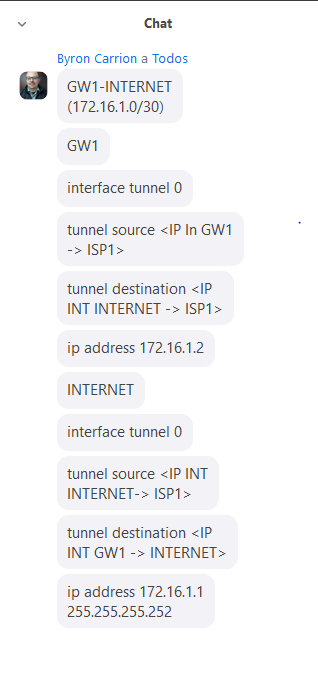 Chat
Byron Carrion a Todos
GW1-INTERNET
(172.16.1.0/30)
GW1
interface tunnel 0
tunnel source <IP In GW1
-> ISP1>
tunnel destination <IP
INT INTERNET -> ISP1>
ip address 172.16.1.2
INTERNET
interface tunnel 0
tunnel source <IP INT
INTERNET-> ISP1>
tunnel destination <IP
INT GW1 -> INTERNET>
ip address 172.16.1.1
255.255.255.252